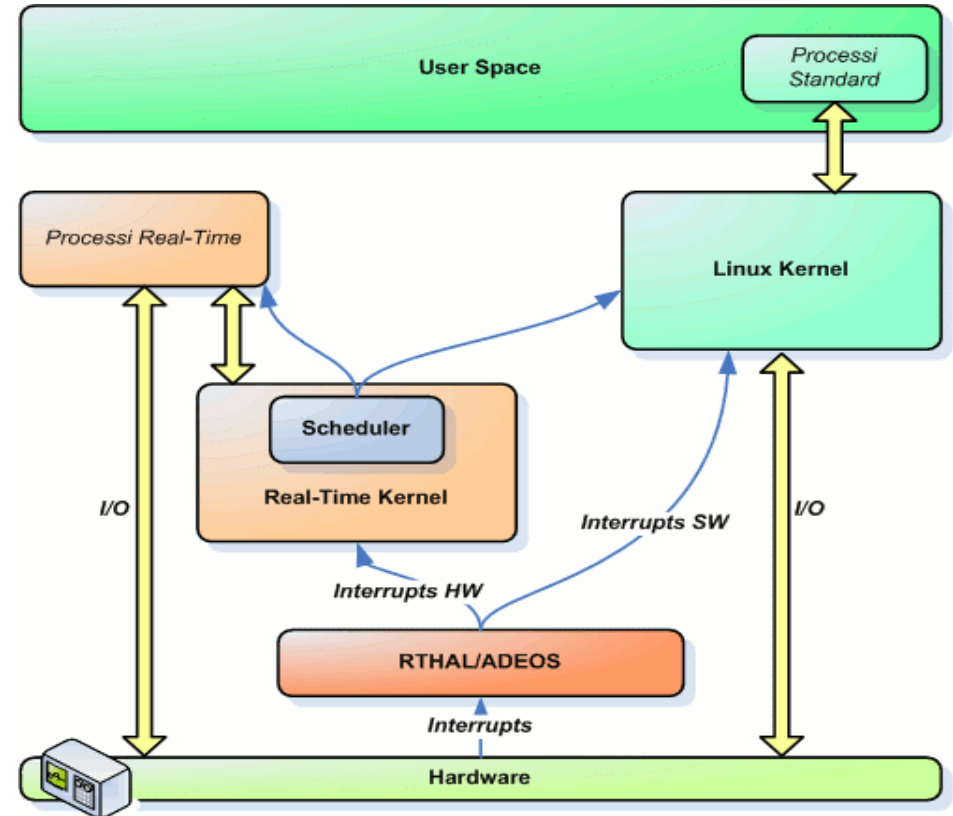 User Space
Processi
Standard
Processi Real-Time
Linux Kernel
Scheduler
Real-Time Kernel
I/O
Interrupts SW
I/O
Interrupts HW
RTHAL/ADEOS
Interrupts
Hardware